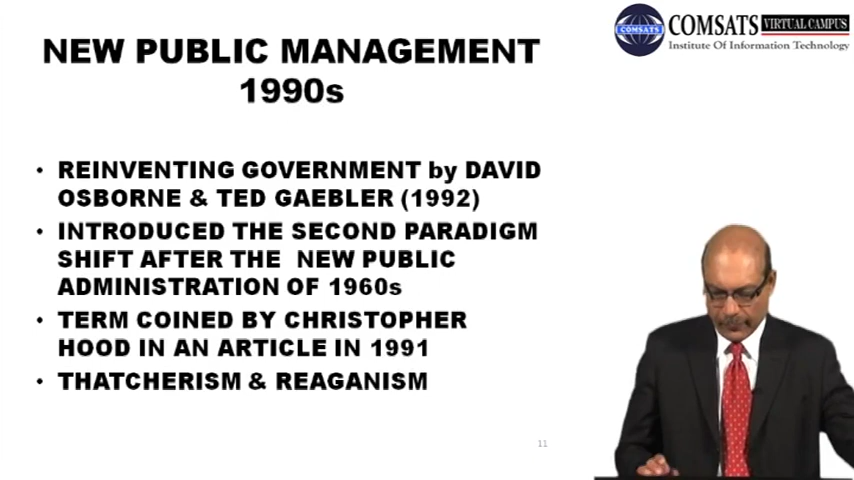 NEW PUBLIC MANAGEMENT
1990s
COMSATS VIRTUAL CAMPUS
Institute Of Information Technology
COMSATS
• REINVENTING GOVERNMENT by DAVID
OSBORNE & TED GAEBLER (1992)
• INTRODUCED THE SECOND PARADIGM
SHIFT AFTER THE NEW PUBLIC
ADMINISTRATION OF 1960s
• TERM COINED BY CHRISTOPHER
HOOD IN AN ARTICLE IN 1991
• THATCHERISM & REAGANISM
11